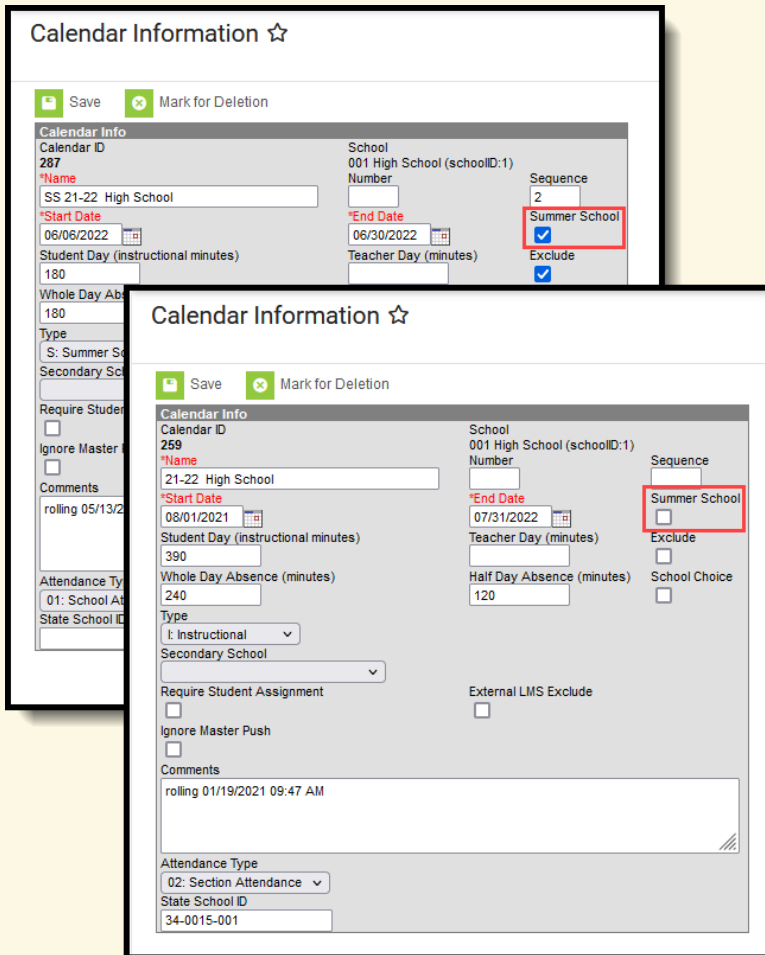 Calendar Information
Save Mark for Deletion
Calendar Info
Calendar ID School
287 001 High School (schoolID:1)
*Name Number Sequence
SS 21-22 High School 2
*Start Date *End Date Summer School
06/06/2022 06/30/2022
Student Day (instructional minutes) Teacher Day (minutes) Exclude
180
Whole Day Abs
180
Type
S: Summer Sc
Secondary Sch
Require Studen
Ignore Master
Comments
rolling 05/13/2
Attendance Ty
01: School At
State School ID
Calendar Information
Save Mark for Deletion
Calendar Info
Calendar ID School
259 001 High School (schoolID:1)
*Name Number Sequence
21-22 High School
*Start Date *End Date Summer School
08/01/2021 07/31/2022
Student Day (instructional minutes) Teacher Day (minutes) Exclude
390
Whole Day Absence (minutes) Half Day Absence (minutes) School Choice
240 120
Type
I: Instructional
Secondary School
Require Student Assignment External LMS Exclude
Ignore Master Push
Comments
rolling 01/19/2021 09:47 AM
Attendance Type
02: Section Attendance
State School ID
34-0015-001